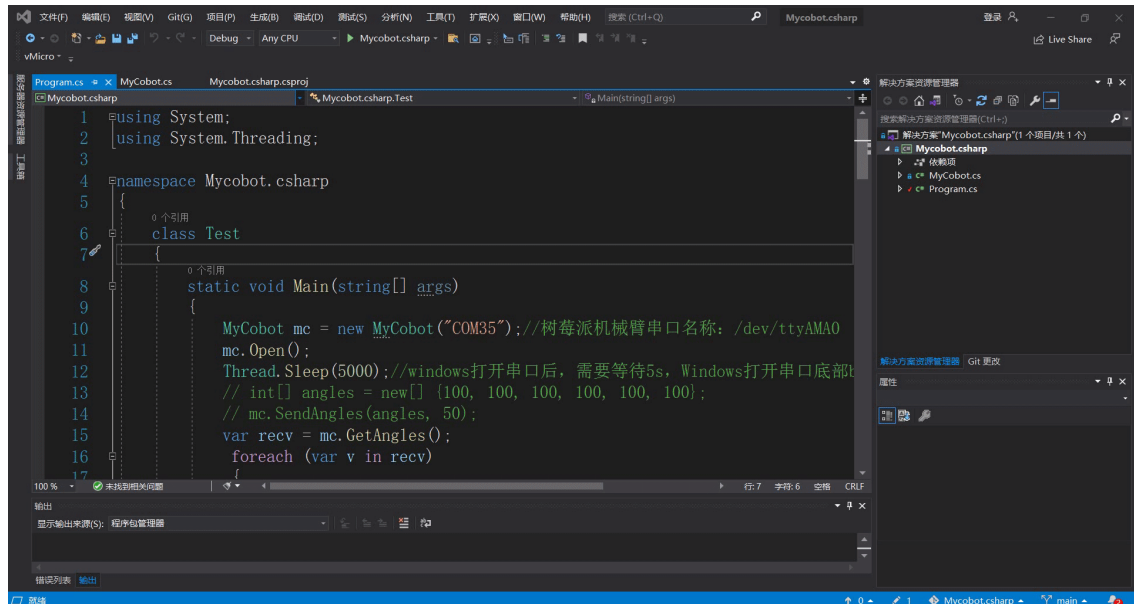 文件(F) 编辑(E) 视图(V) Git(G) 项目(P) 生成(B) 调试(D) 测试(S) 分析(N) 工具(T) 扩展(X) 窗口(W) 帮助(H) 搜索 (Ctrl+Q) Mycobot.csharp 登录
Debug Any CPU Mycobot.csharp Live Share
vMicro
服务器资源管理器
工具箱
Program.cs MyCobot.cs Mycobot.csharp.csproj
Mycobot.csharp Mycobot.csharp.Test Main(string[] args)
1 using System;
2 using System.Threading;
3
4 namespace Mycobot.csharp
5 {
0 个引用
6 class Test
7 {
0 个引用
8 static void Main(string[] args)
9 {
10 MyCobot mc = new MyCobot("COM35");//树莓派机械臂串口名称: /dev/ttyAMA0
11 mc.Open();
12 Thread.Sleep(5000);//windows打开串口后，需要等待5s，Windows打开串口底部b
13 // int[] angles = new[] {100, 100, 100, 100, 100, 100};
14 // mc.SendAngles(angles, 50);
15 var recv = mc.GetAngles();
16 foreach (var v in recv)
17 {
100 % 未找到相关问题 行: 7 字符: 6 空格 CRLF
输出
显示输出来源(S): 程序包管理器
错误列表 输出
解决方案资源管理器
搜索解决方案资源管理器(Ctrl+;)
解决方案"Mycobot.csharp"(1 个项目/共 1 个)
Mycobot.csharp
依赖项
C# MyCobot.cs
C# Program.cs
解决方案资源管理器 Git 更改
属性
就绪 0 1 Mycobot.csharp main 2